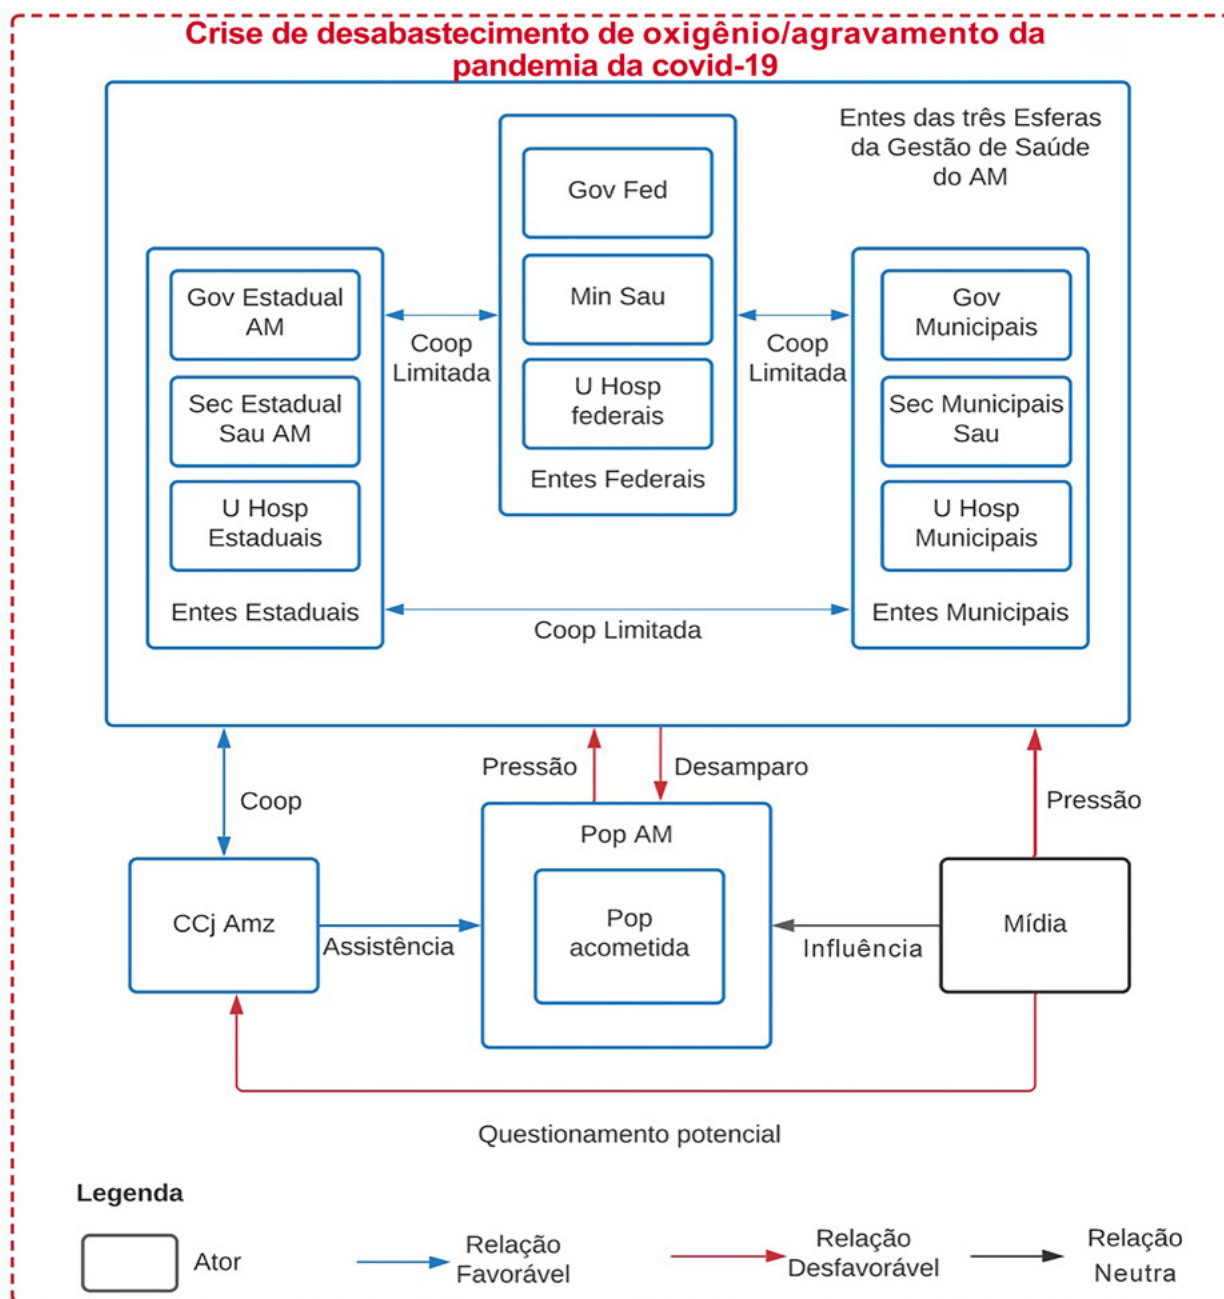 Crise de desabastecimento de oxigênio/agravamento da
pandemia da covid-19
Entes das três Esferas
da Gestão de Saúde
do AM
Gov Fed
Min Sau
U Hosp
federais
Entes Federais
Gov Estadual
AM
Sec Estadual
Sau AM
U Hosp
Estaduais
Entes Estaduais
Coop
Limitada
Coop
Limitada
Gov
Municipais
Sec Municipais
Sau
U Hosp
Municipais
Entes Municipais
Coop Limitada
Coop
Pressão
Desamparo
Pressão
CCj Amz
Assistência
Pop AM
Pop
acometida
Influência
Mídia
Questionamento potencial
Legenda
Ator
Relação
Favorável
Relação
Desfavorável
Relação
Neutra